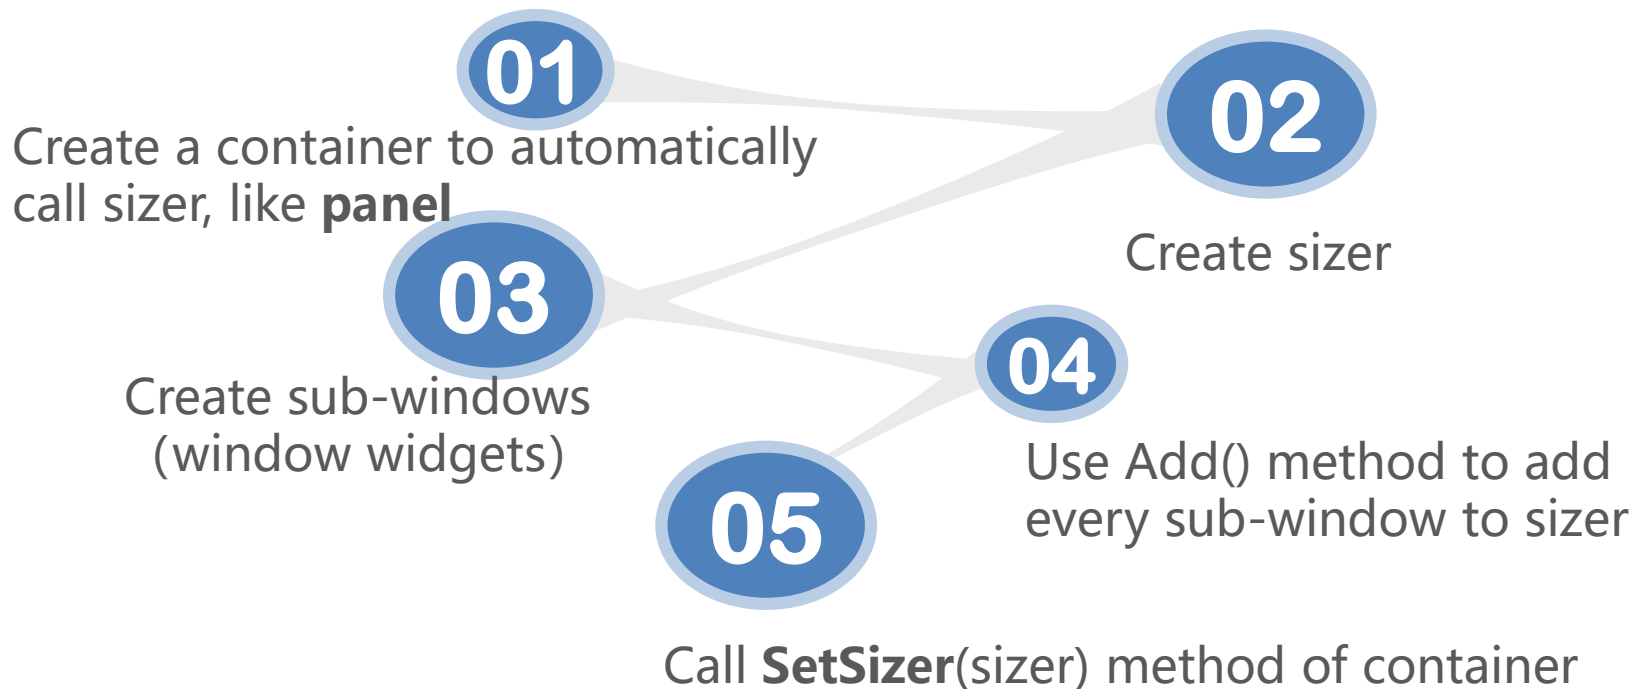 01
Create a container to automatically
call sizer, like panel
02
Create sizer
03
Create sub-windows
(window widgets)
04
Use Add() method to add
every sub-window to sizer
05
Call SetSizer(sizer) method of container